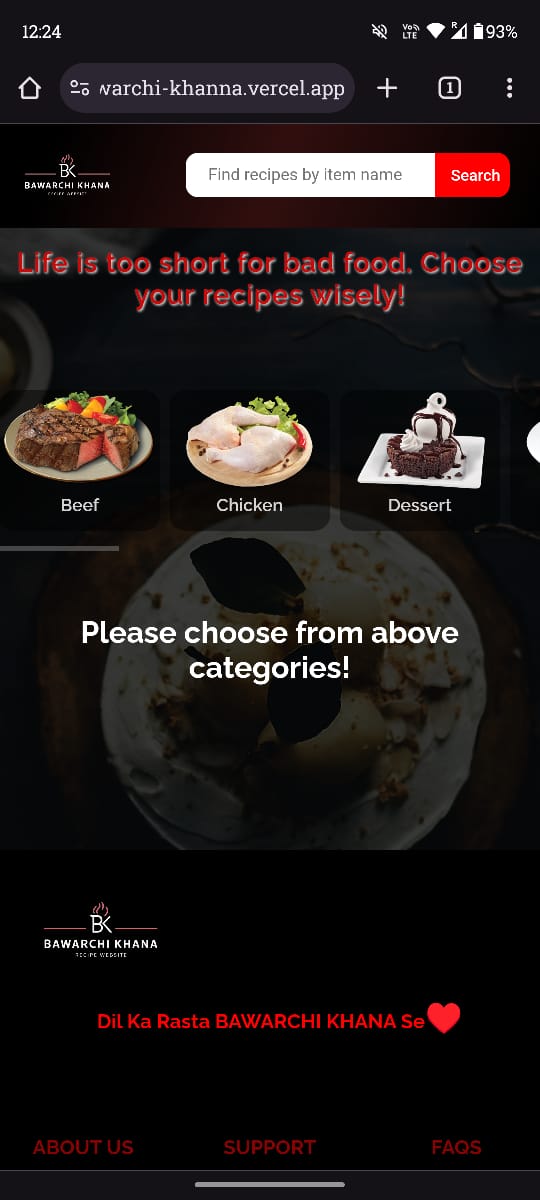 12:24
Vo LTE
R
93%
warchi-khanna.vercel.app
1
BK
BAWARCHI KHANA
RECIPE WEBSITE
Find recipes by item name
Search
Life is too short for bad food. Choose
your recipes wisely!
Beef
Chicken
Dessert
Please choose from above
categories!
BK
BAWARCHI KHANA
RECIPE WEBSITE
Dil Ka Rasta BAWARCHI KHANA Se❤️
ABOUT US
SUPPORT
FAQS